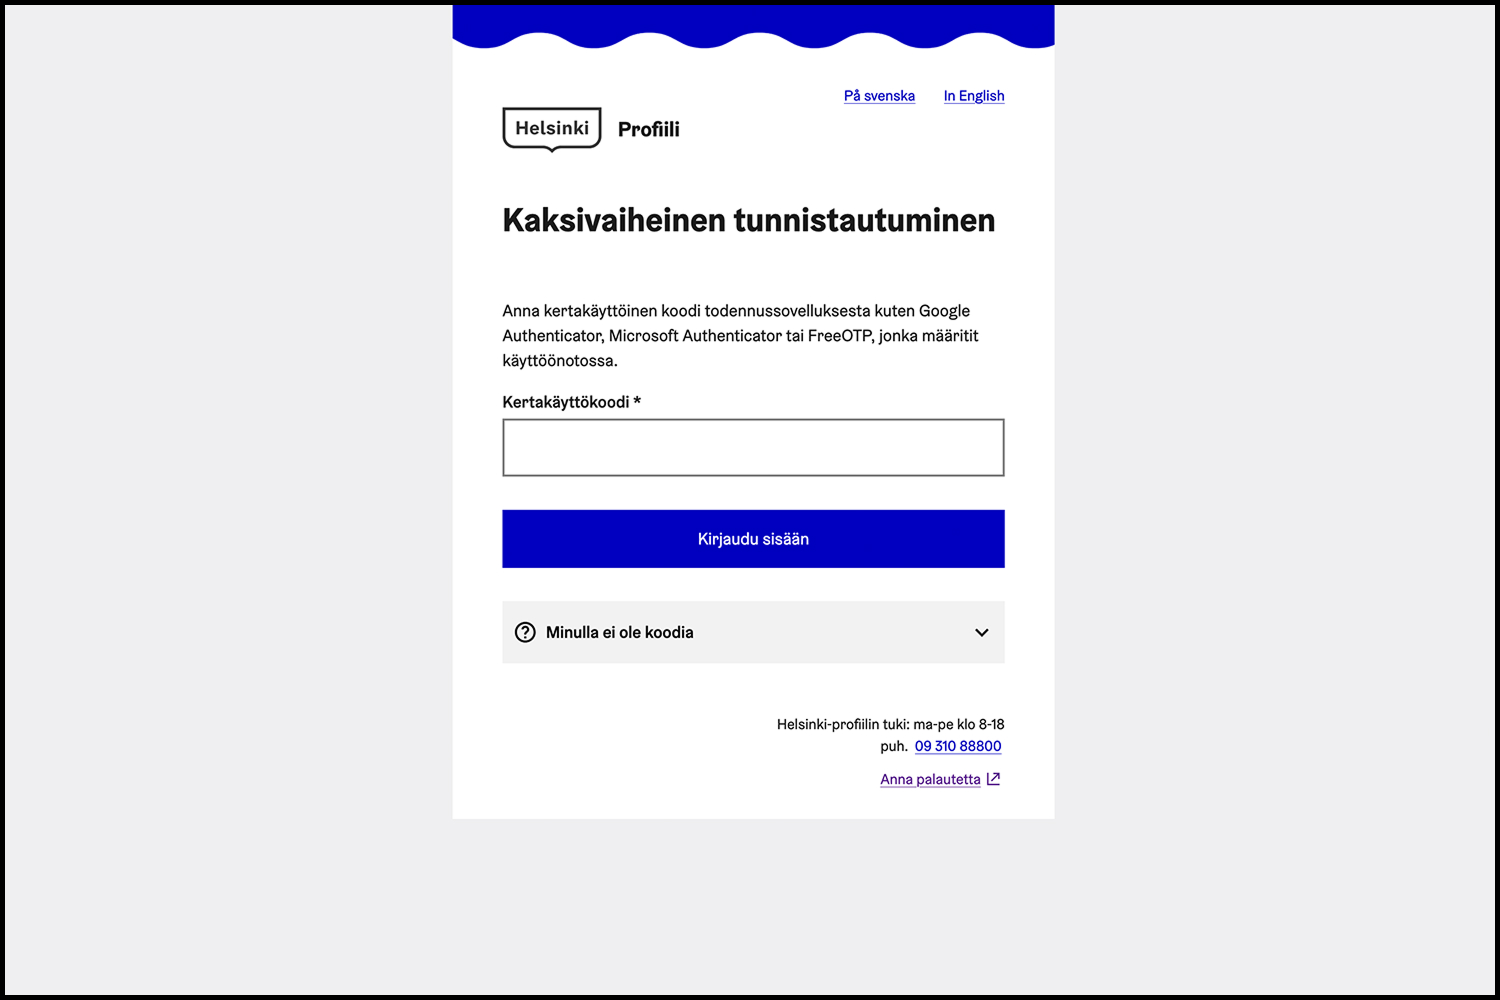 På svenska In English
Helsinki Profiili
Kaksivaiheinen tunnistautuminen
Anna kertakäyttöinen koodi todennussovelluksesta kuten Google
Authenticator, Microsoft Authenticator tai FreeOTP, jonka määritit
käyttöönotossa.
Kertakäyttökoodi *
Kirjaudu sisään
Minulla ei ole koodia
Helsinki-profiilin tuki: ma-pe klo 8-18
puh. 09 310 88800
Anna palautetta